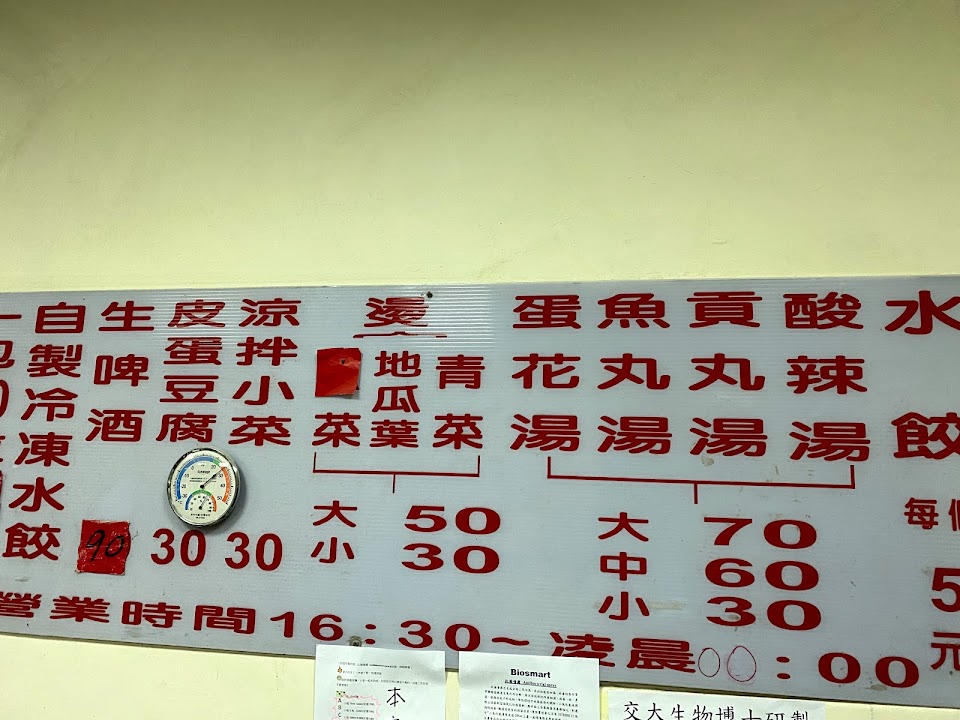 水餃
每
5
元
酸辣湯
貢丸湯
魚丸湯
蛋花湯
大 70
中 60
小 30
燙
青菜
地瓜葉
菜
大 50
小 30
涼拌小菜
30
皮蛋豆腐
30
生啤酒
90
自製冷凍水餃
一
營業時間16:30~凌晨00:00
本
Biosmart
交大生物博士研製